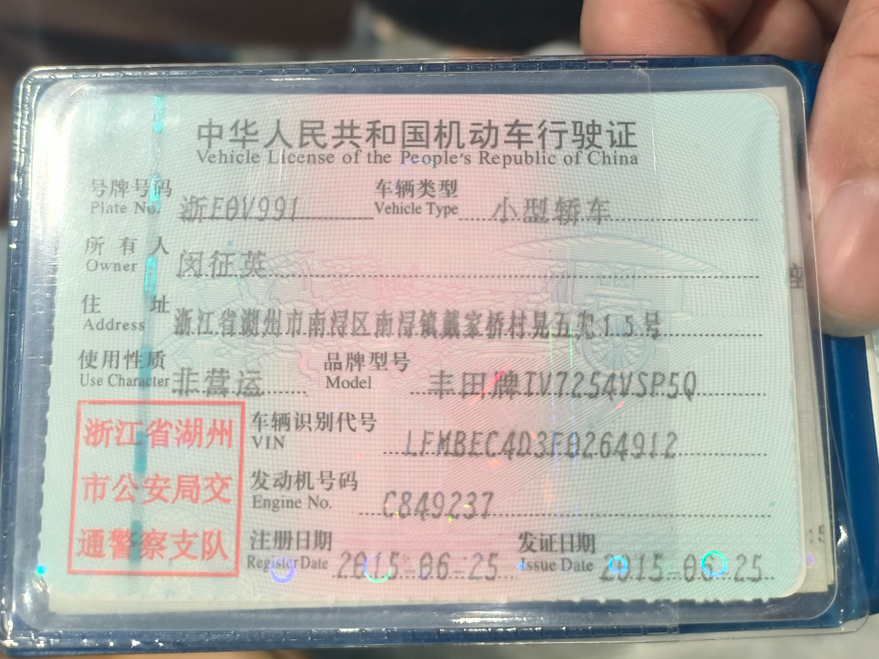 中华人民共和国机动车行驶证
Vehicle License of the People's Republic of China
号牌号码 浙E0V991 车辆类型 小型轿车
Plate No. Vehicle Type
所有人 闵征英
Owner
住址 浙江省湖州市南浔区南浔镇戴家桥村晃五兜15号
Address
使用性质 非营运 品牌型号 丰田牌TV7254VSP5Q
Use Character Model
浙江省湖州
市公安局交
通警察支队
车辆识别代号 LFMBEC4D3F0264912
VIN
发动机号码 C849237
Engine No.
注册日期 2015-06-25 发证日期 2015-06-25
Register Date Issue Date